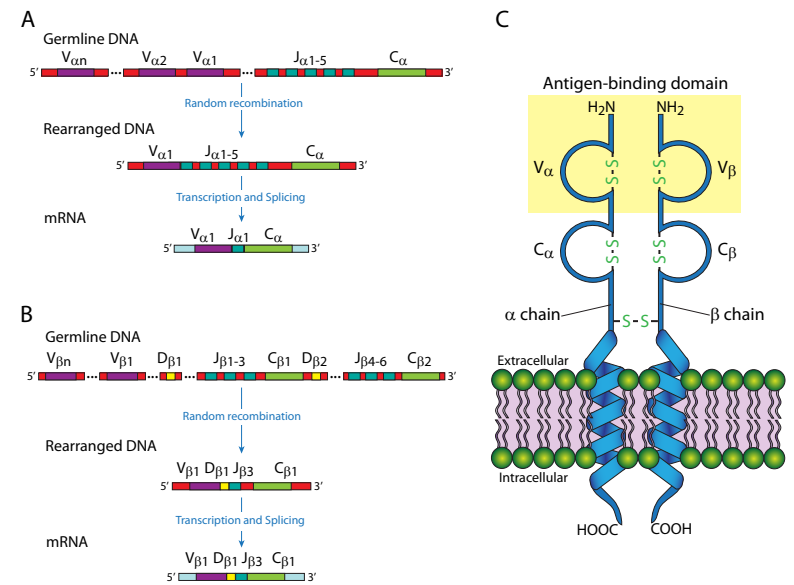 A
Germline DNA
Vαn Vα2 Vα1 Jα1-5 Cα
5′ ··· ··· 3′
Random recombination
Rearranged DNA
Vα1 Jα1-5 Cα
5′ 3′
Transcription and Splicing
mRNA
Vα1 Jα1 Cα
5′ 3′
B
Germline DNA
Vβn Vβ1 Dβ1 Jβ1-3 Cβ1 Dβ2 Jβ4-6 Cβ2
5′ ··· ··· ··· ··· 3′
Random recombination
Rearranged DNA
Vβ1 Dβ1 Jβ3 Cβ1
5′ 3′
Transcription and Splicing
mRNA
Vβ1 Dβ1 Jβ3 Cβ1
5′ 3′
C
Antigen-binding domain
H₂N NH₂
Vα S S Vβ
S S
Cα S S Cβ
S S
α chain β chain
S-S
Extracellular
Intracellular
HOOC COOH